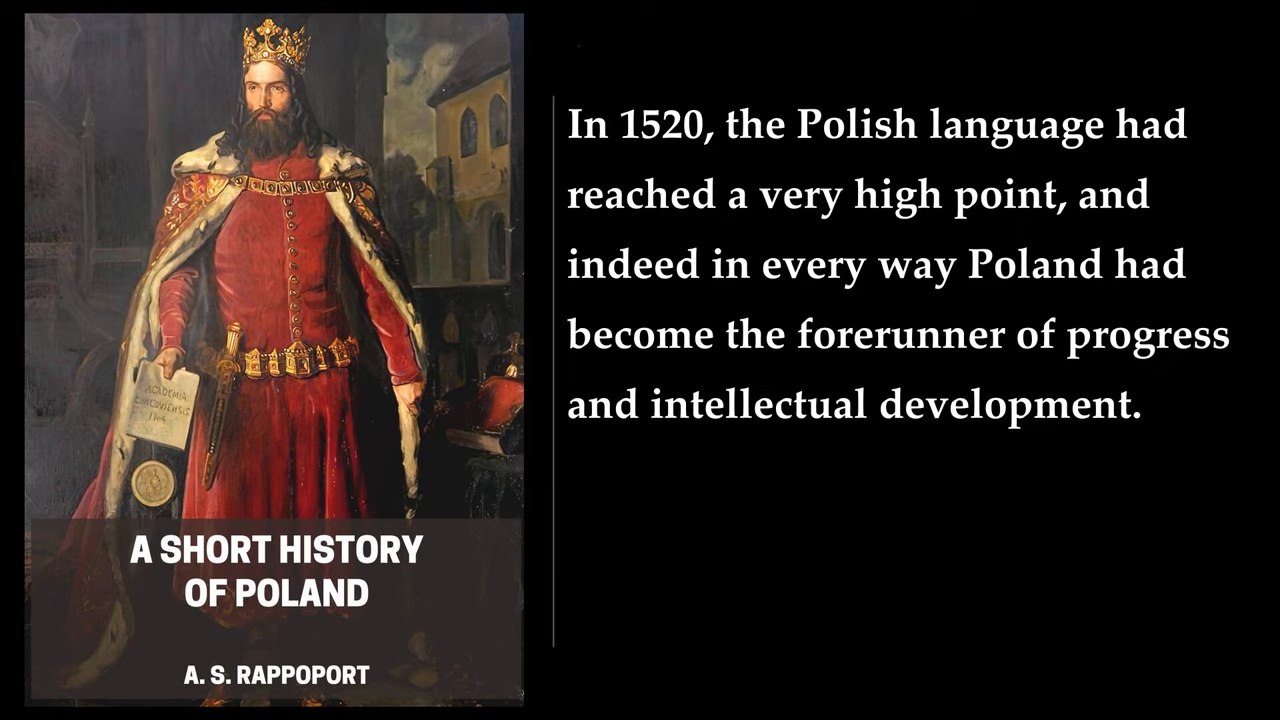 ACADEMIA
A SHORT HISTORY
OF POLAND
A. S. RAPPOPORT
In 1520, the Polish language had
reached a very high point, and
indeed in every way Poland had
become the forerunner of progress
and intellectual development.